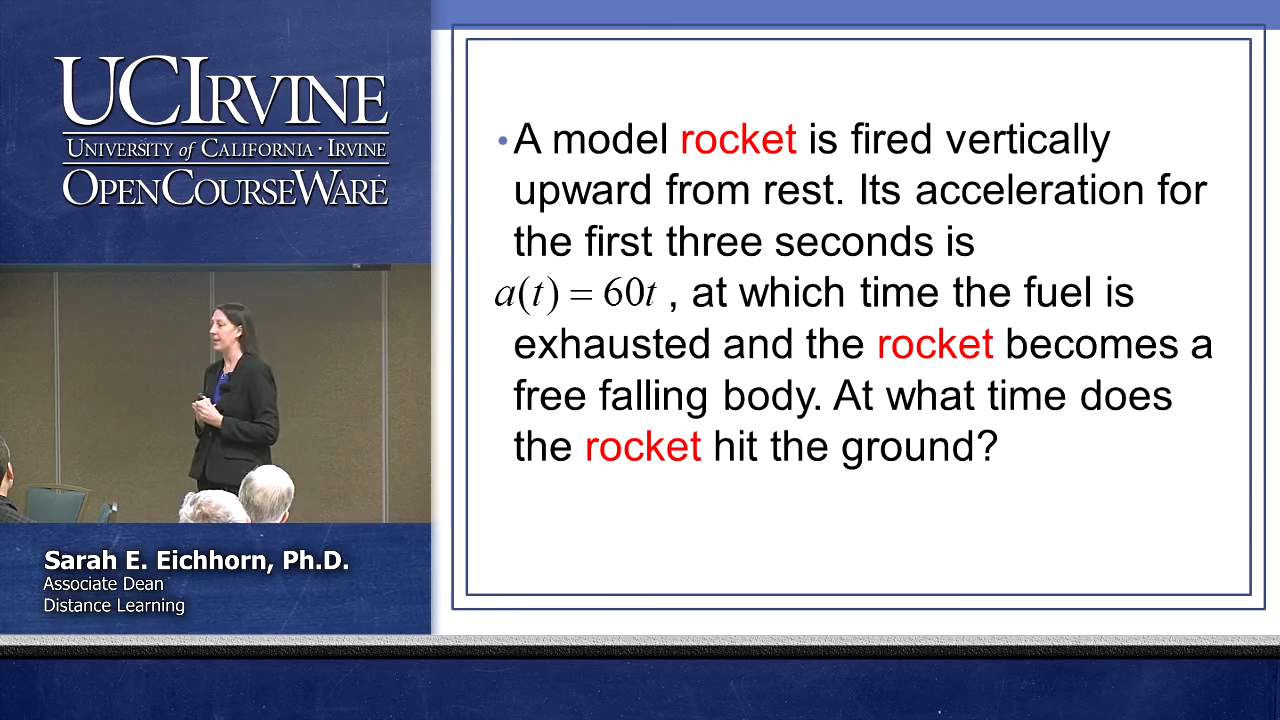 UCIRVINE
UNIVERSITY of CALIFORNIA · IRVINE
OPENCOURSEWARE
• A model rocket is fired vertically
upward from rest. Its acceleration for
the first three seconds is
a(t) = 60t , at which time the fuel is
exhausted and the rocket becomes a
free falling body. At what time does
the rocket hit the ground?
Sarah E. Eichhorn, Ph.D.
Associate Dean
Distance Learning